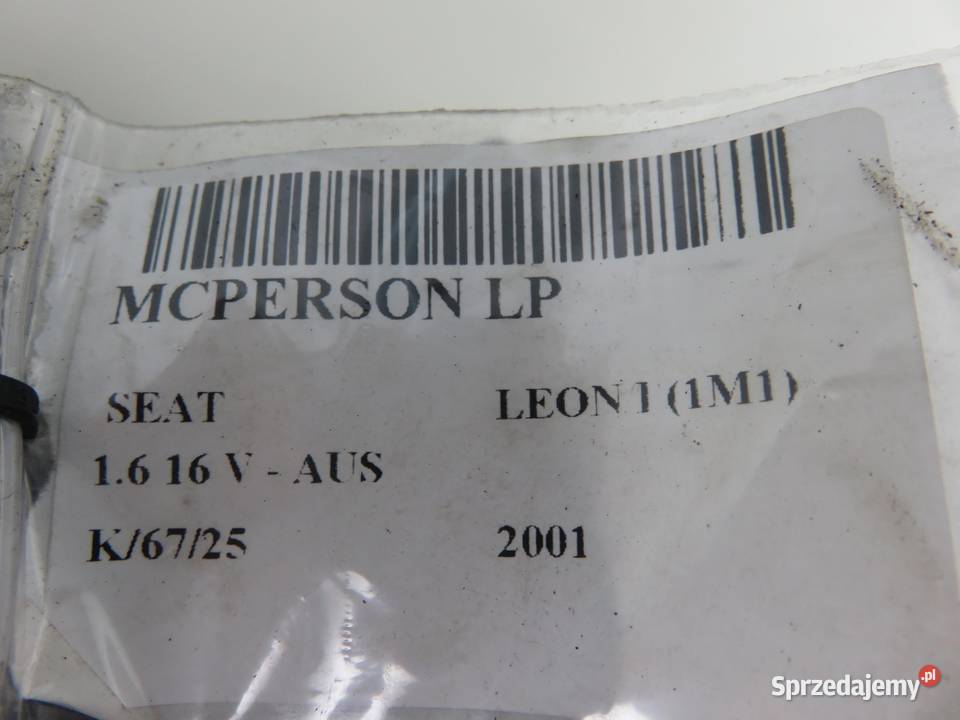 MCPERSON LP
SEAT LEON I (1M1)
1.6 16 V - AUS
K/67/25 2001
Sprzedajemy.pl